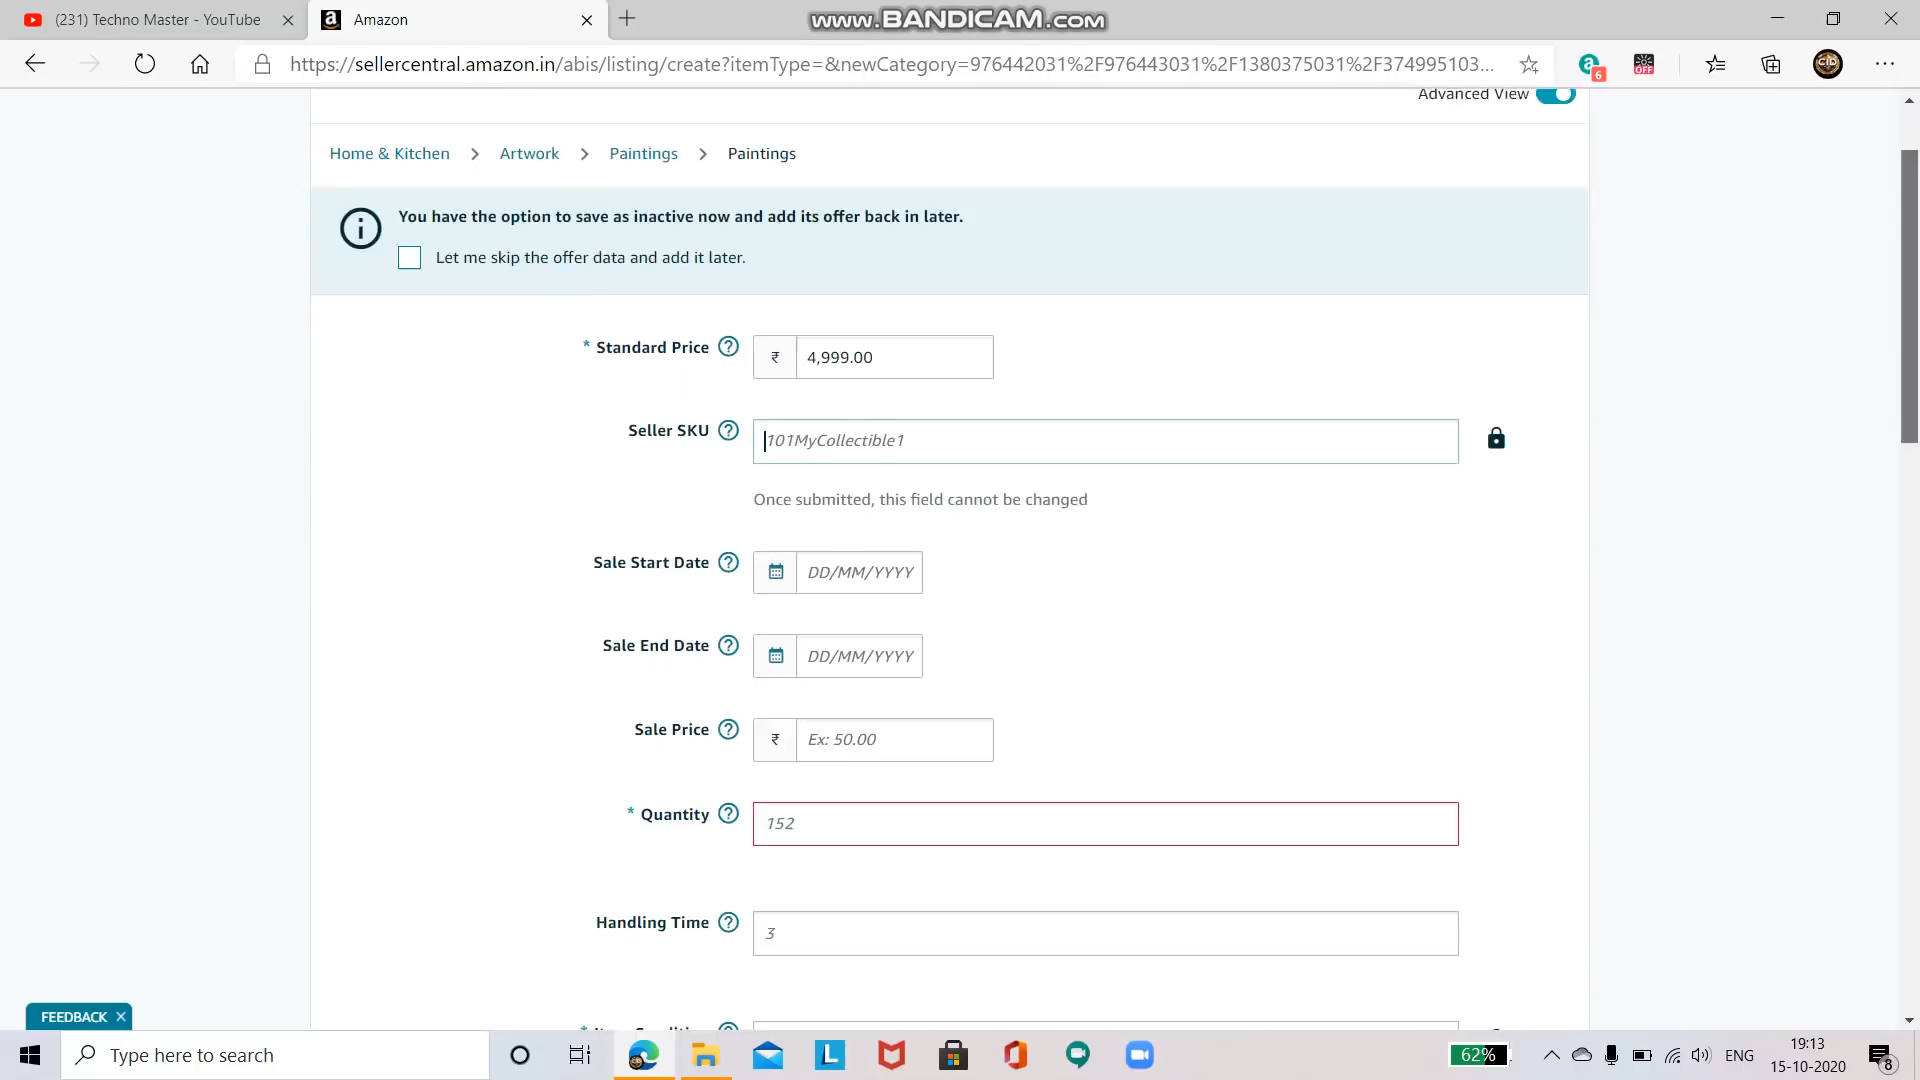 (231) Techno Master - YouTube
Amazon
www.BANDICAM.com
https://sellercentral.amazon.in/abis/listing/create?itemType=&newCategory=976442031%2F976443031%2F1380375031%2F374995103...
6
OFF
CID
Advanced View
Home & Kitchen > Artwork > Paintings > Paintings
You have the option to save as inactive now and add its offer back in later.
Let me skip the offer data and add it later.
* Standard Price ? ₹ 4,999.00
Seller SKU ? 101MyCollectible1
Once submitted, this field cannot be changed
Sale Start Date ? DD/MM/YYYY
Sale End Date ? DD/MM/YYYY
Sale Price ? ₹ Ex: 50.00
* Quantity ? 152
Handling Time ? 3
FEEDBACK
Type here to search
L
62%
ENG
19:13
15-10-2020
8